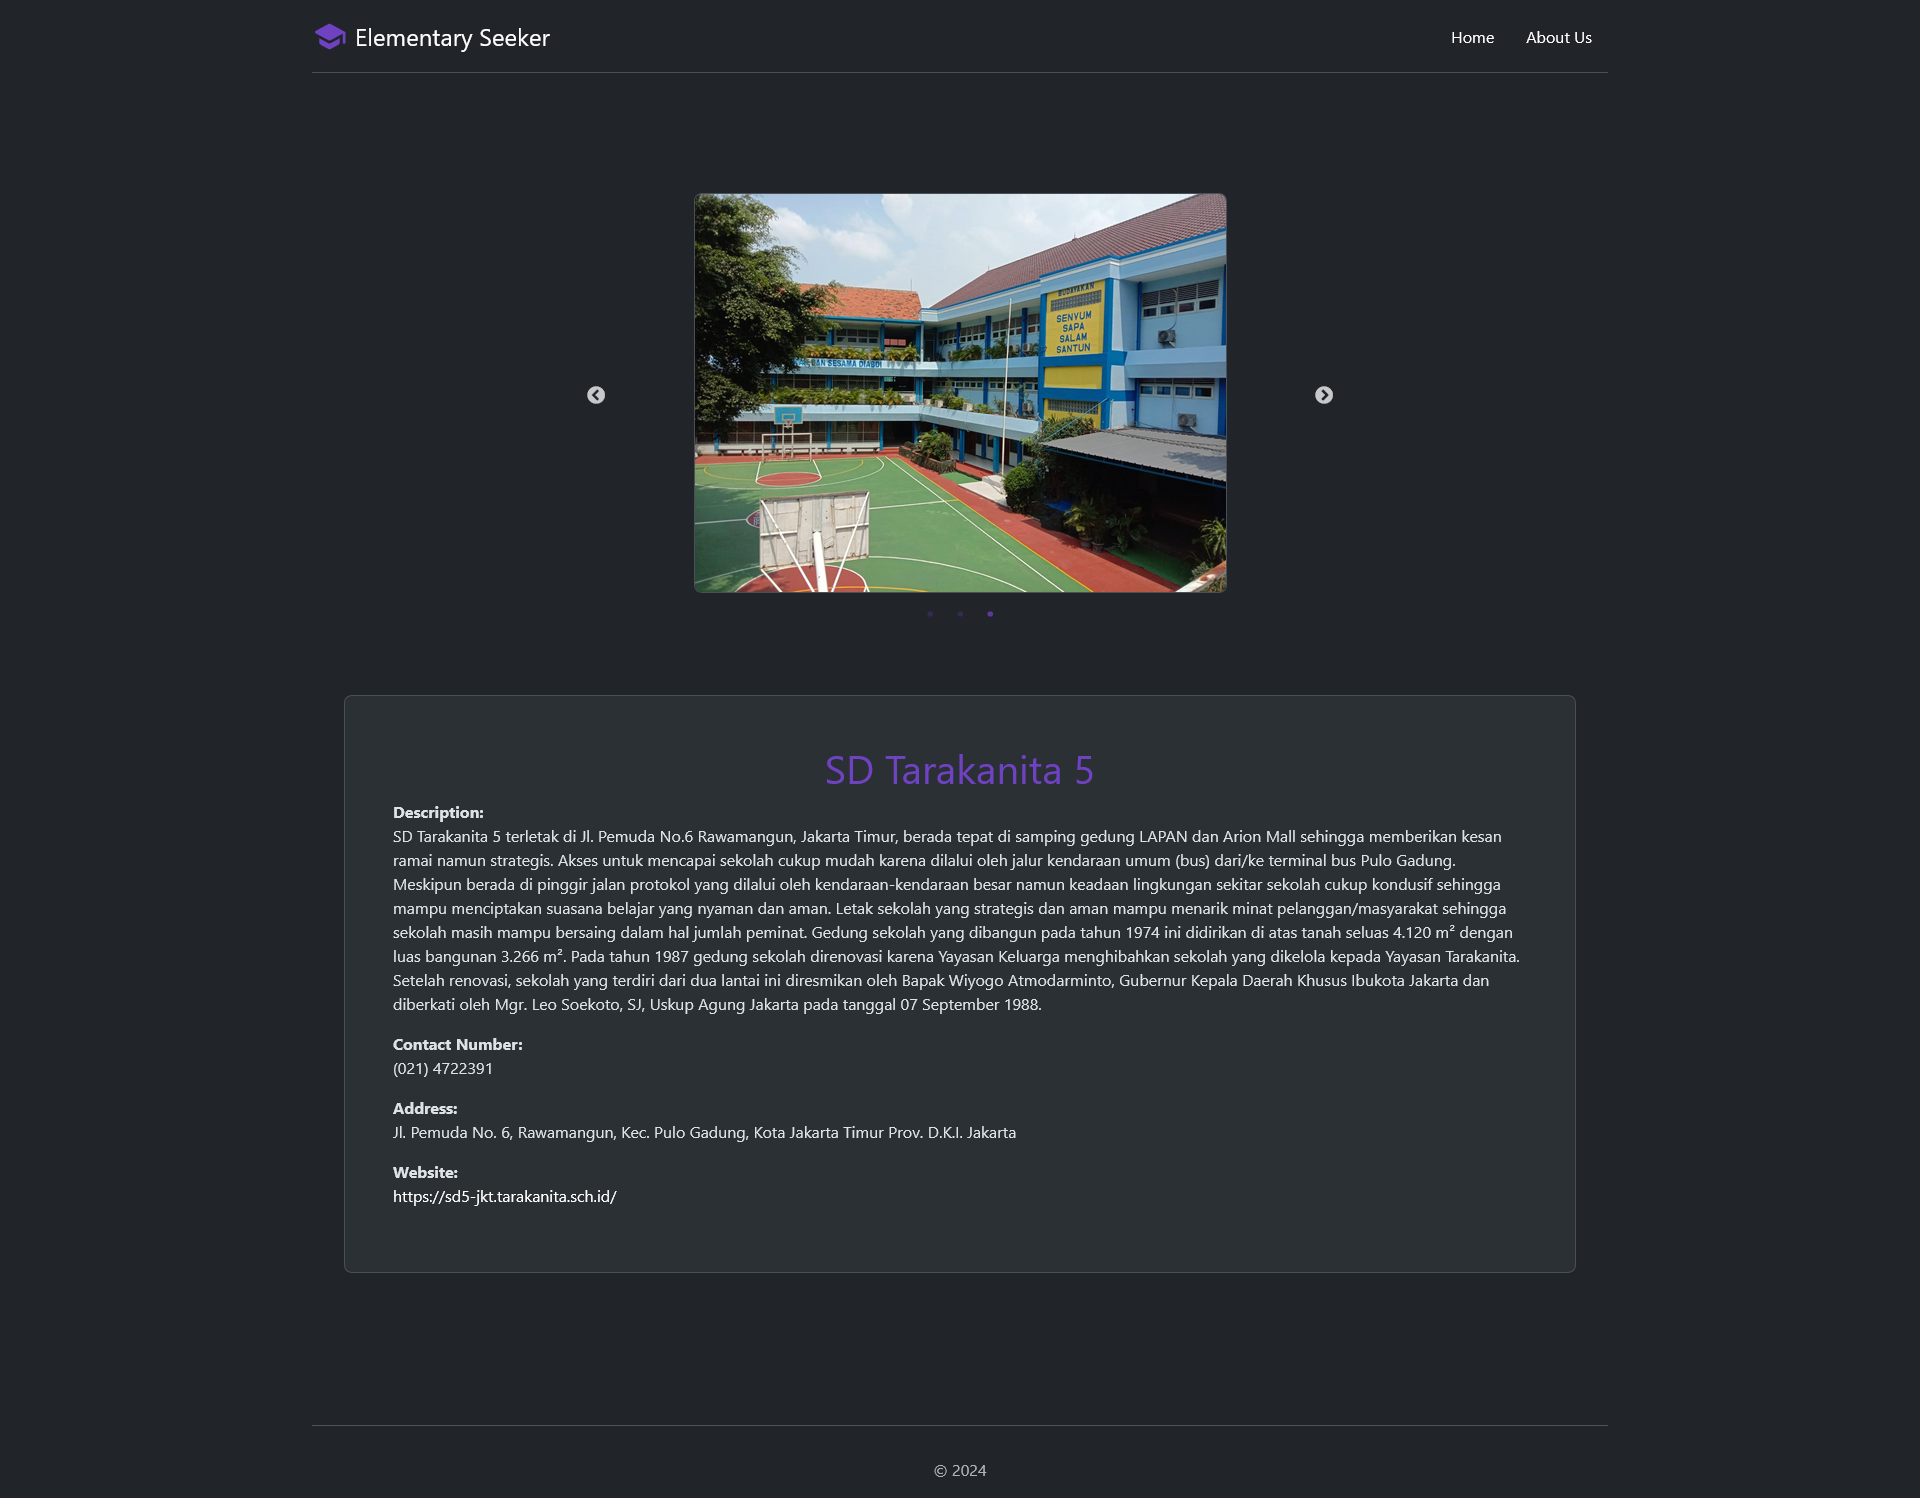 Elementary Seeker
Home
About Us
BUDAYAKAN
SENYUM
SAPA
SALAM
SANTUN
DAN SESAMA DIABDI
SD Tarakanita 5
Description:
SD Tarakanita 5 terletak di Jl. Pemuda No.6 Rawamangun, Jakarta Timur, berada tepat di samping gedung LAPAN dan Arion Mall sehingga memberikan kesan
ramai namun strategis. Akses untuk mencapai sekolah cukup mudah karena dilalui oleh jalur kendaraan umum (bus) dari/ke terminal bus Pulo Gadung.
Meskipun berada di pinggir jalan protokol yang dilalui oleh kendaraan-kendaraan besar namun keadaan lingkungan sekitar sekolah cukup kondusif sehingga
mampu menciptakan suasana belajar yang nyaman dan aman. Letak sekolah yang strategis dan aman mampu menarik minat pelanggan/masyarakat sehingga
sekolah masih mampu bersaing dalam hal jumlah peminat. Gedung sekolah yang dibangun pada tahun 1974 ini didirikan di atas tanah seluas 4.120 m² dengan
luas bangunan 3.266 m². Pada tahun 1987 gedung sekolah direnovasi karena Yayasan Keluarga menghibahkan sekolah yang dikelola kepada Yayasan Tarakanita.
Setelah renovasi, sekolah yang terdiri dari dua lantai ini diresmikan oleh Bapak Wiyogo Atmodarminto, Gubernur Kepala Daerah Khusus Ibukota Jakarta dan
diberkati oleh Mgr. Leo Soekoto, SJ, Uskup Agung Jakarta pada tanggal 07 September 1988.
Contact Number:
(021) 4722391
Address:
Jl. Pemuda No. 6, Rawamangun, Kec. Pulo Gadung, Kota Jakarta Timur Prov. D.K.I. Jakarta
Website:
https://sd5-jkt.tarakanita.sch.id/
© 2024